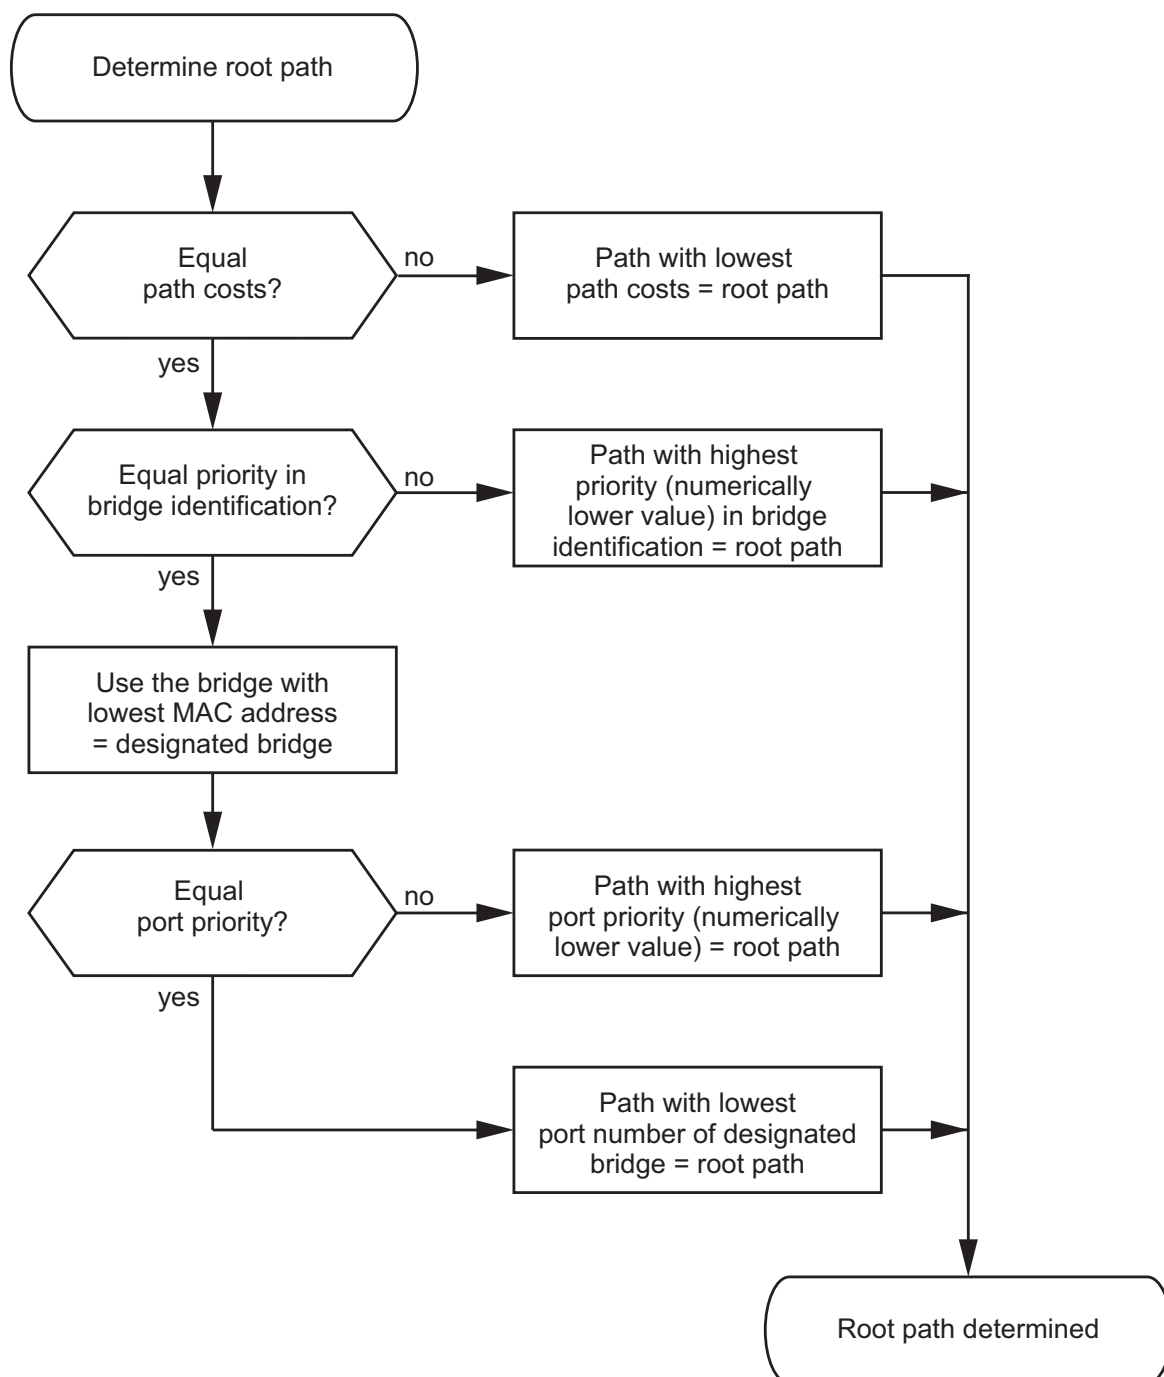 Determine root path
Equal
path costs?
no
Path with lowest
path costs = root path
yes
Equal priority in
bridge identification?
no
Path with highest
priority (numerically
lower value) in bridge
identification = root path
yes
Use the bridge with
lowest MAC address
= designated bridge
Equal
port priority?
no
Path with highest
port priority (numerically
lower value) = root path
yes
Path with lowest
port number of designated
bridge = root path
Root path determined